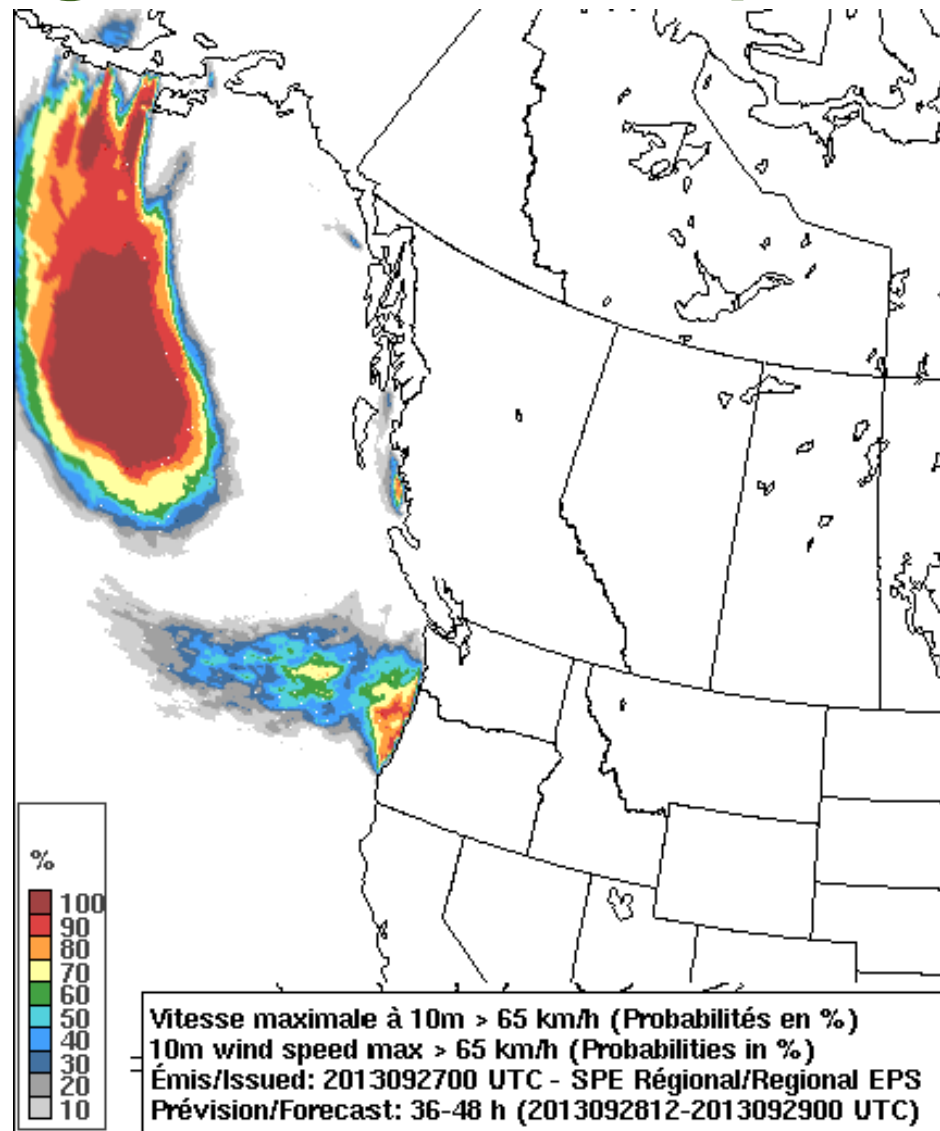 %
100
90
80
70
60
50
40
30
20
10
Vitesse maximale à 10m > 65 km/h (Probabilités en %)
10m wind speed max > 65 km/h (Probabilities in %)
Émis/Issued: 2013092700 UTC - SPE Régional/Regional EPS
Prévision/Forecast: 36-48 h (2013092812-2013092900 UTC)